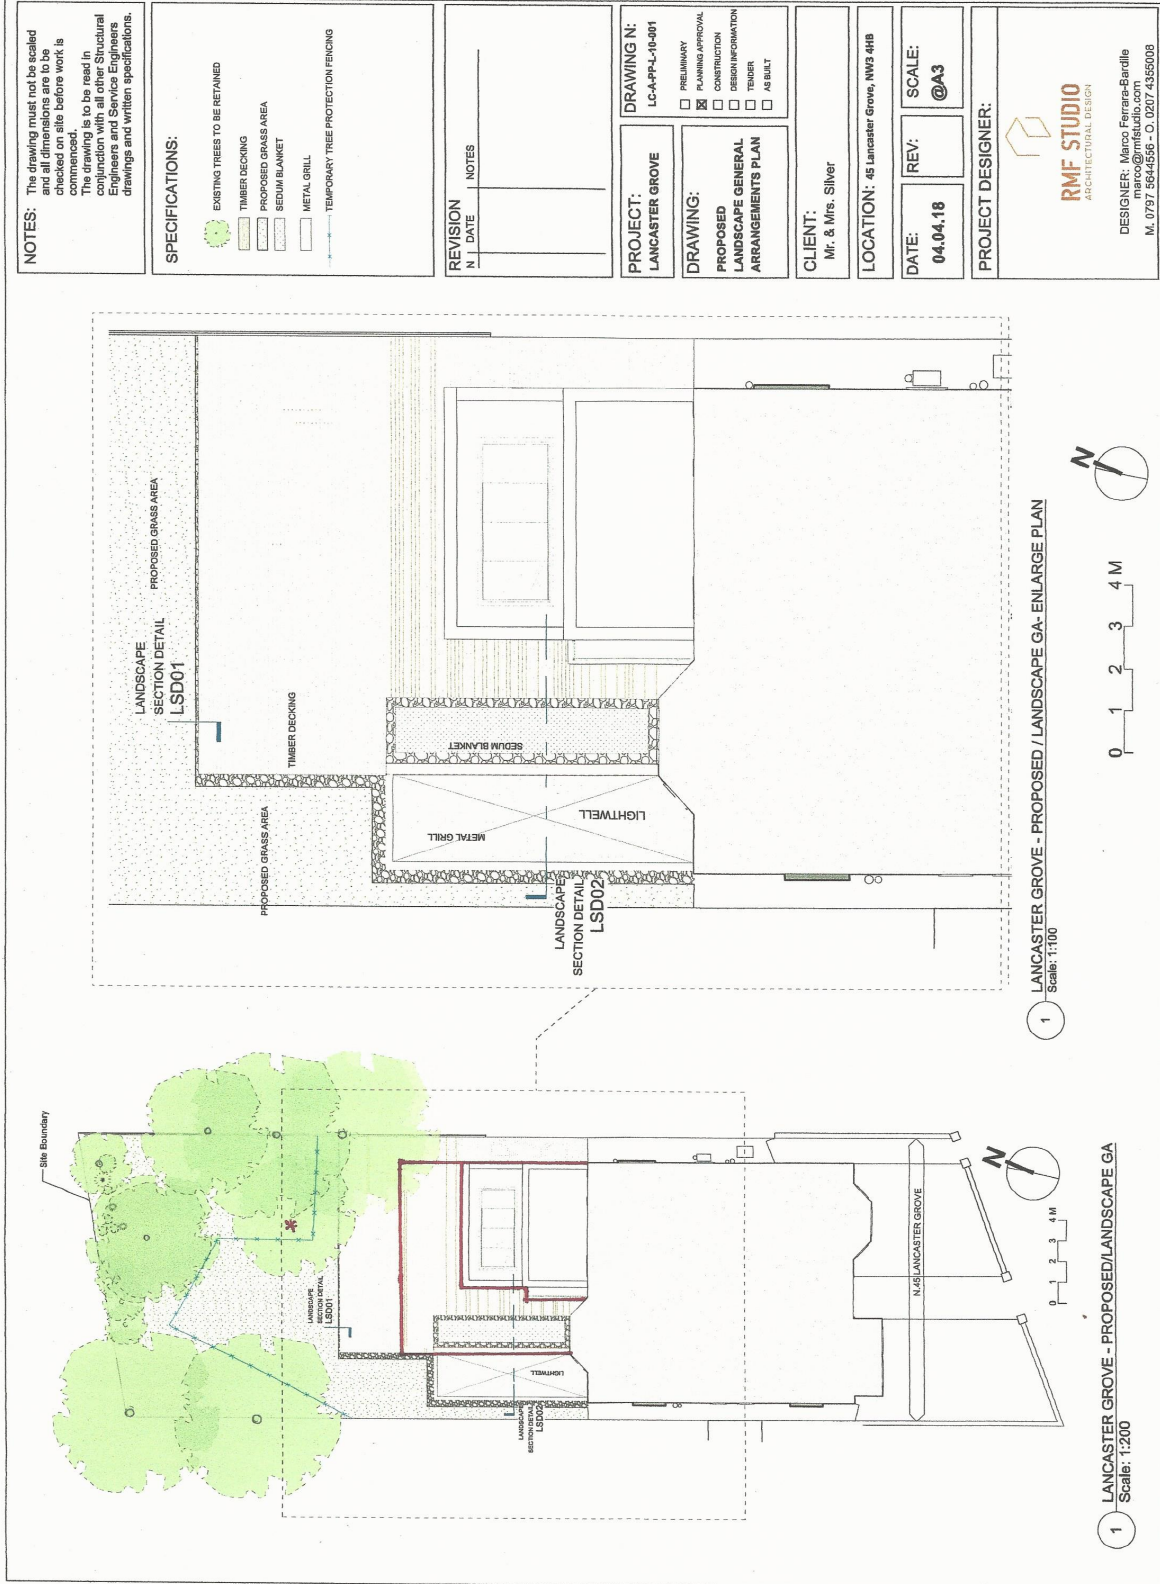 NOTES:
The drawing must not be scaled
and all dimensions are to be
checked on site before work is
commenced.
The drawing is to be read in
conjunction with all other Structural
Engineers and Service Engineers
drawings and written specifications.
SPECIFICATIONS:
EXISTING TREES TO BE RETAINED
TIMBER DECKING
PROPOSED GRASS AREA
SEDUM BLANKET
METAL GRILL
TEMPORARY TREE PROTECTION FENCING
REVISION
N DATE NOTES
PROJECT:
LANCASTER GROVE
DRAWING N:
LC-A-PP-L-10-001
PRELIMINARY
PLANNING APPROVAL
CONSTRUCTION
DESIGN INFORMATION
TENDER
AS BUILT
DRAWING:
PROPOSED
LANDSCAPE GENERAL
ARRANGEMENTS PLAN
CLIENT:
Mr. & Mrs. Silver
LOCATION: 45 Lancaster Grove, NW3 4HB
DATE:
04.04.18
REV:
SCALE:
@A3
PROJECT DESIGNER:
RMF STUDIO
ARCHITECTURAL DESIGN
DESIGNER: Marco Ferrara-Bardile
marco@rmfstudio.com
M. 0797 5644556 - O. 0207 4355008
PROPOSED GRASS AREA
LANDSCAPE
SECTION DETAIL
LSD01
TIMBER DECKING
PROPOSED GRASS AREA
SEDUM BLANKET
METAL GRILL
LIGHTWELL
LANDSCAPE
SECTION DETAIL
LSD02
N
0 1 2 3 4 M
1
LANCASTER GROVE - PROPOSED / LANDSCAPE GA- ENLARGE PLAN
Scale: 1:100
Site Boundary
LANDSCAPE
SECTION DETAIL
LSD01
LIGHTWELL
LANDSCAPE
SECTION DETAIL
LSD02
N.45 LANCASTER GROVE
N
0 1 2 3 4 M
1
LANCASTER GROVE - PROPOSED/LANDSCAPE GA
Scale: 1:200